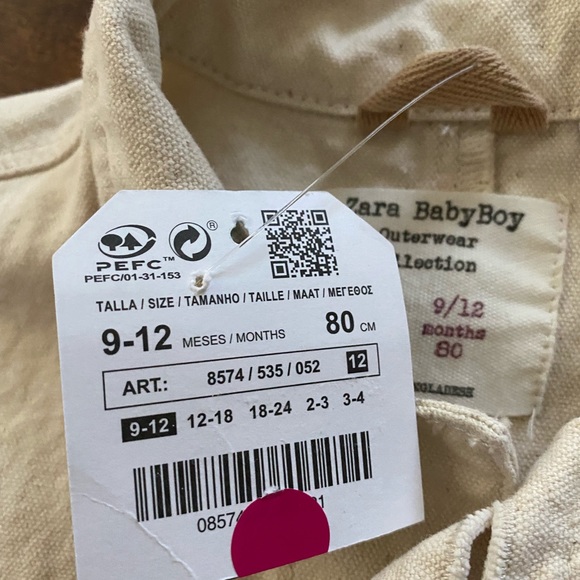 PEFC™
PEFC/01-31-153
®
TALLA / SIZE / TAMANHO / TAILLE / MAAT / ΜΕΓΕΘΟΣ
9-12 MESES / MONTHS 80 CM
ART.: 8574 / 535 / 052 12
9-12 12-18 18-24 2-3 3-4
08574
Zara BabyBoy
Outerwear
9/12
months
80